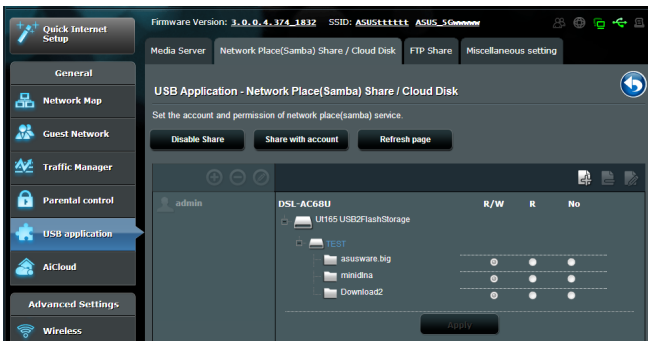 Quick Internet
Setup
Firmware Version: 3.0.0.4.374_1832 SSID: ASUStttttt ASUS_5Gnnnnnr
Media Server
Network Place(Samba) Share / Cloud Disk
FTP Share
Miscellaneous setting
General
Network Map
Guest Network
Traffic Manager
Parental control
USB application
AiCloud
Advanced Settings
Wireless
USB Application - Network Place(Samba) Share / Cloud Disk
Set the account and permission of network place(samba) service.
Disable Share
Share with account
Refresh page
admin
DSL-AC68U R/W R No
Ut165 USB2FlashStorage
TEST
asusware.big
minidlna
Download2
Apply